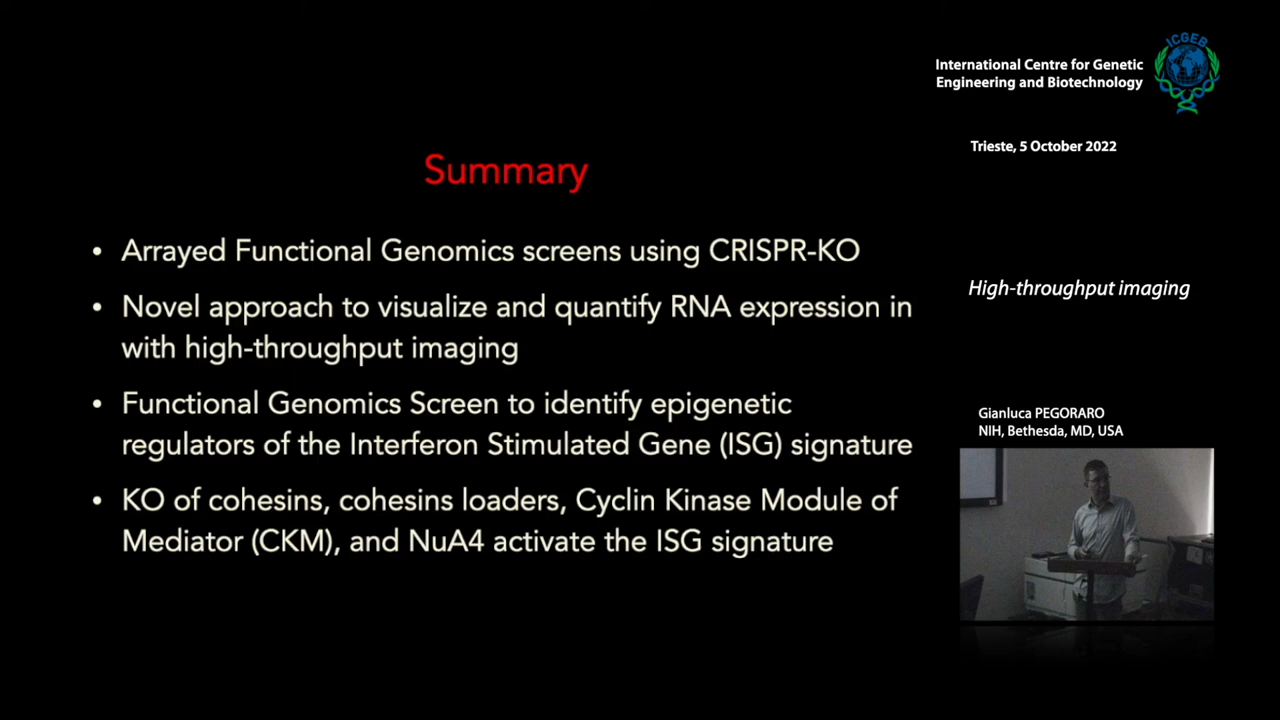 ICGEB
International Centre for Genetic
Engineering and Biotechnology
Trieste, 5 October 2022
Summary
• Arrayed Functional Genomics screens using CRISPR-KO
• Novel approach to visualize and quantify RNA expression in
with high-throughput imaging
• Functional Genomics Screen to identify epigenetic
regulators of the Interferon Stimulated Gene (ISG) signature
• KO of cohesins, cohesins loaders, Cyclin Kinase Module of
Mediator (CKM), and NuA4 activate the ISG signature
High-throughput imaging
Gianluca PEGORARO
NIH, Bethesda, MD, USA